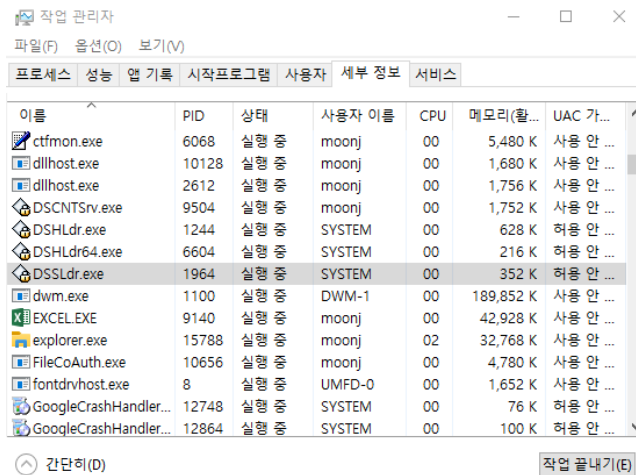 작업 관리자
파일(F) 옵션(O) 보기(V)
프로세스 성능 앱 기록 시작프로그램 사용자 세부 정보 서비스
이름 PID 상태 사용자 이름 CPU 메모리(활... UAC 가...
ctfmon.exe 6068 실행 중 moonj 00 5,480 K 사용 안 ...
dllhost.exe 10128 실행 중 moonj 00 1,680 K 사용 안 ...
dllhost.exe 2612 실행 중 moonj 00 1,756 K 사용 안 ...
DSCNTSrv.exe 9504 실행 중 moonj 00 1,752 K 사용 안 ...
DSHLdr.exe 1244 실행 중 SYSTEM 00 628 K 허용 안 ...
DSHLdr64.exe 6604 실행 중 SYSTEM 00 216 K 허용 안 ...
DSSLdr.exe 1964 실행 중 SYSTEM 00 352 K 허용 안 ...
dwm.exe 1100 실행 중 DWM-1 00 189,852 K 사용 안 ...
EXCEL.EXE 9140 실행 중 moonj 00 42,928 K 사용 안 ...
explorer.exe 15788 실행 중 moonj 02 32,768 K 사용 안 ...
FileCoAuth.exe 10656 실행 중 moonj 00 4,780 K 사용 안 ...
fontdrvhost.exe 8 실행 중 UMFD-0 00 1,652 K 사용 안 ...
GoogleCrashHandler... 12748 실행 중 SYSTEM 00 76 K 허용 안 ...
GoogleCrashHandler... 12864 실행 중 SYSTEM 00 100 K 허용 안 ...
간단히(D) 작업 끝내기(E)